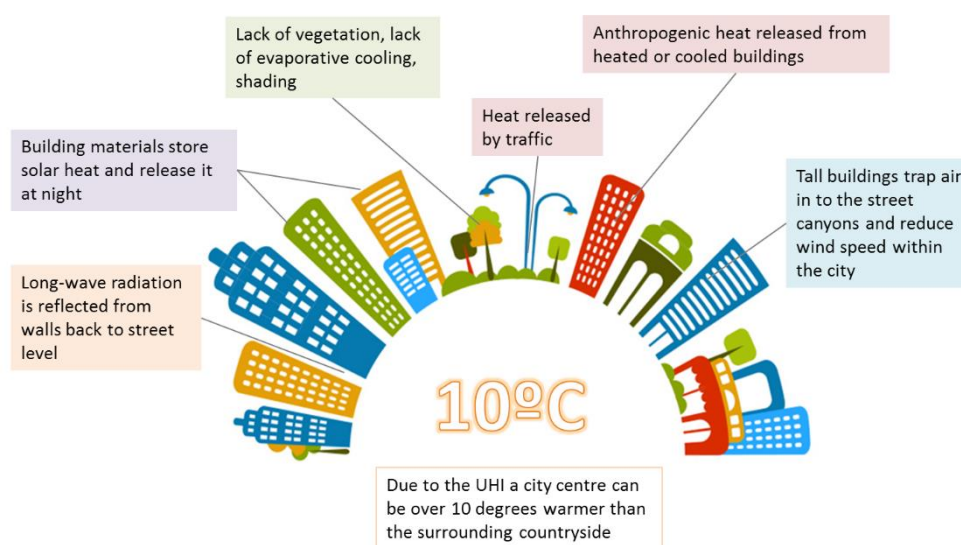 Lack of vegetation, lack
of evaporative cooling,
shading
Anthropogenic heat released from
heated or cooled buildings
Heat released
by traffic
Building materials store
solar heat and release it
at night
Tall buildings trap air
in to the street
canyons and reduce
wind speed within
the city
Long-wave radiation
is reflected from
walls back to street
level
10ºC
Due to the UHI a city centre can
be over 10 degrees warmer than
the surrounding countryside